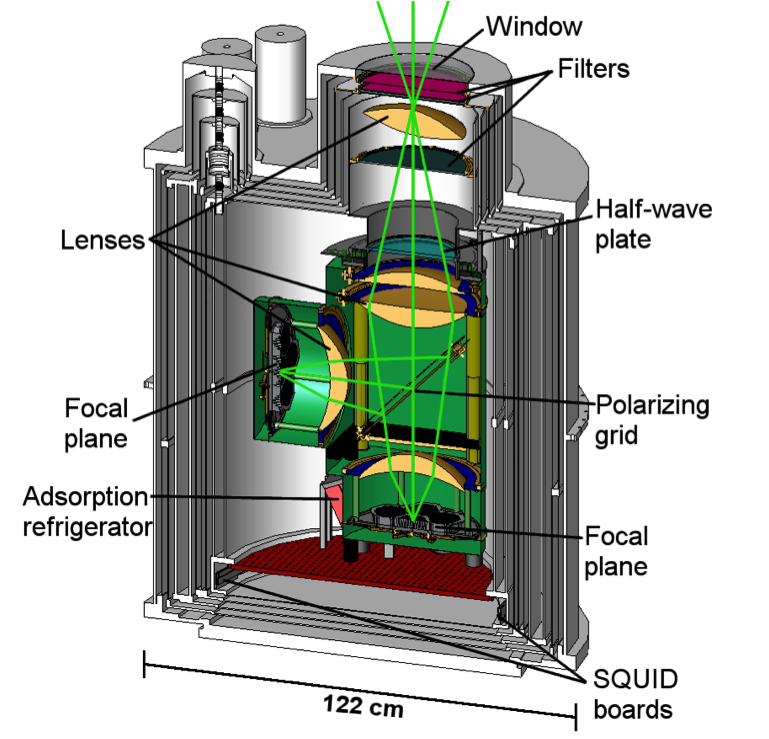 Window
Filters
Half-wave
plate
Lenses
Focal
plane
Polarizing
grid
Adsorption
refrigerator
Focal
plane
SQUID
boards
122 cm